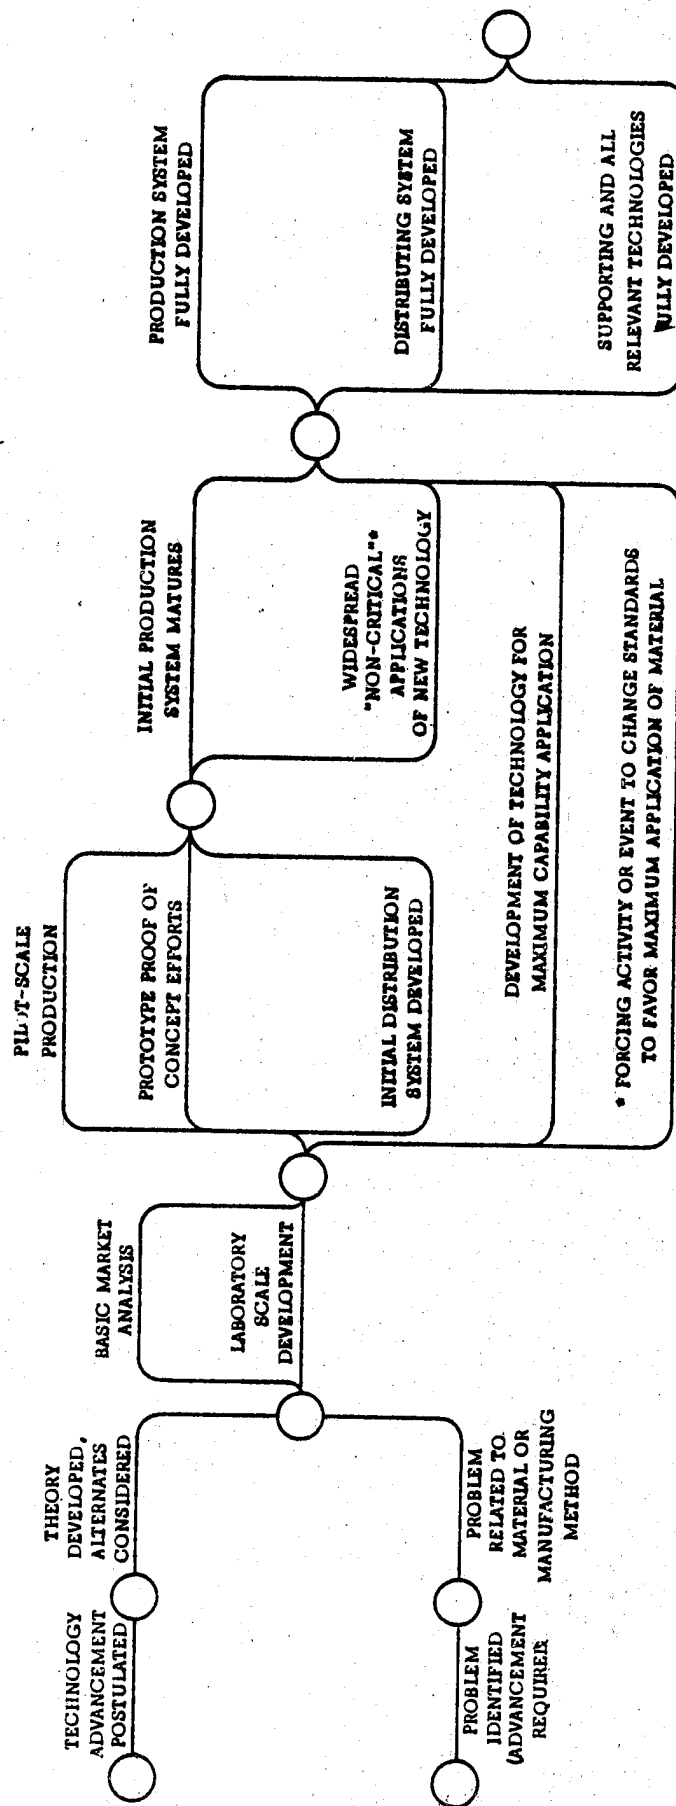 TECHNOLOGY
ADVANCEMENT
POSTULATED
THEORY
DEVELOPED,
ALTERNATES
CONSIDERED
PROBLEM
IDENTIFIED
(ADVANCEMENT
REQUIRED
PROBLEM
RELATED TO
MATERIAL OR
MANUFACTURING
METHOD
BASIC MARKET
ANALYSIS
LABORATORY
SCALE
DEVELOPMENT
PILOT-SCALE
PRODUCTION
PROTOTYPE PROOF OF
CONCEPT EFFORTS
INITIAL DISTRIBUTION
SYSTEM DEVELOPED
DEVELOPMENT OF TECHNOLOGY FOR
MAXIMUM CAPABILITY APPLICATION
* FORCING ACTIVITY OR EVENT TO CHANGE STANDARDS
TO FAVOR MAXIMUM APPLICATION OF MATERIAL
INITIAL PRODUCTION
SYSTEM MATURES
WIDESPREAD
"NON-CRITICAL"*
APPLICATIONS
OF NEW TECHNOLOGY
PRODUCTION SYSTEM
FULLY DEVELOPED
DISTRIBUTING SYSTEM
FULLY DEVELOPED
SUPPORTING AND ALL
RELEVANT TECHNOLOGIES
FULLY DEVELOPED